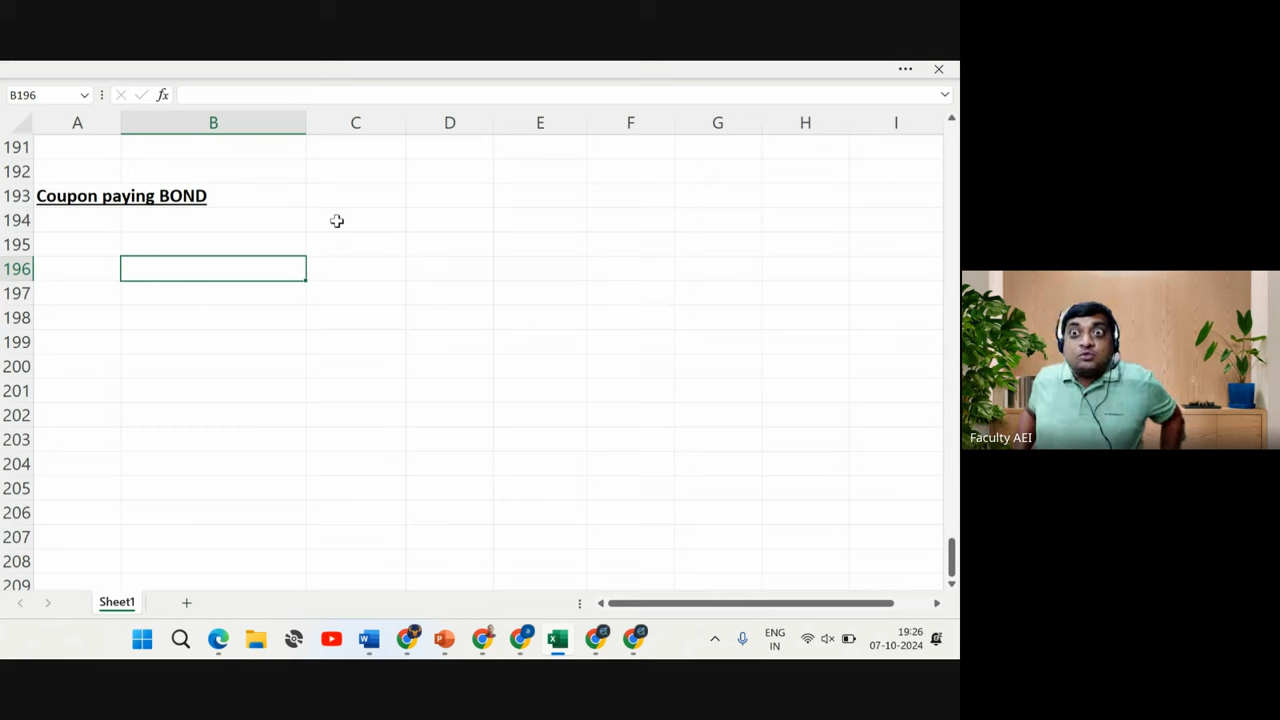 B196
fx
A B C D E F G H I
191
192
193 Coupon paying BOND
194
195
196
197
198
199
200
201
202
203
204
205
206
207
208
209
Sheet1
Faculty AEI
ENG
IN
19:26
07-10-2024